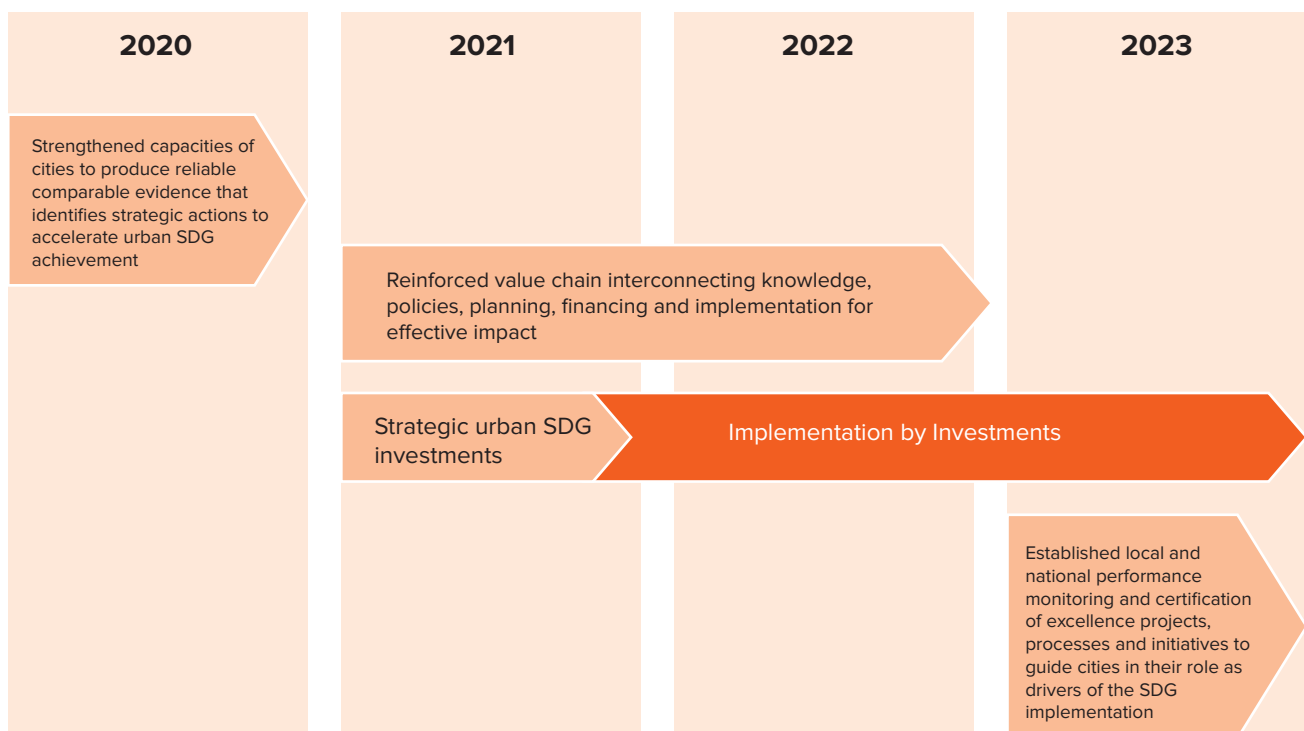 2020
2021
2022
2023
Strengthened capacities of
cities to produce reliable
comparable evidence that
identifies strategic actions to
accelerate urban SDG
achievement
Reinforced value chain interconnecting knowledge,
policies, planning, financing and implementation for
effective impact
Strategic urban SDG
investments
Implementation by Investments
Established local and
national performance
monitoring and certification
of excellence projects,
processes and initiatives to
guide cities in their role as
drivers of the SDG
implementation